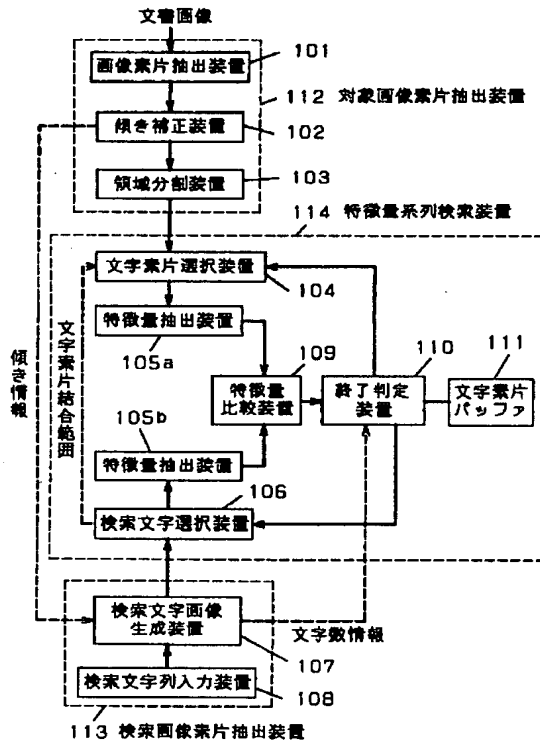 文書画像
画像素片抽出装置
101
112 対象画像素片抽出装置
傾き補正装置
102
領域分割装置
103
114 特徴量系列検索装置
文字素片選択装置
104
特徴量抽出装置
105a
109
110
111
特徴量
比較装置
終了判定
装置
文字素片
バッファ
傾き情報
文字素片結合範囲
105b
特徴量抽出装置
106
検索文字選択装置
検索文字画像
生成装置
文字数情報
107
検索文字列入力装置
108
113 検索画像素片抽出装置